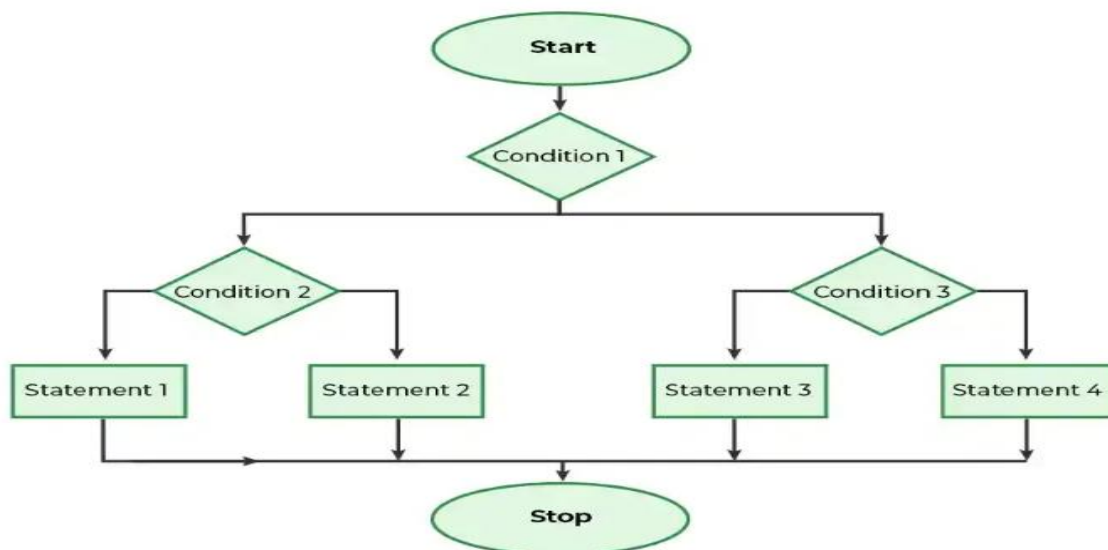 Start
Condition 1
Condition 2
Condition 3
Statement 1
Statement 2
Statement 3
Statement 4
Stop